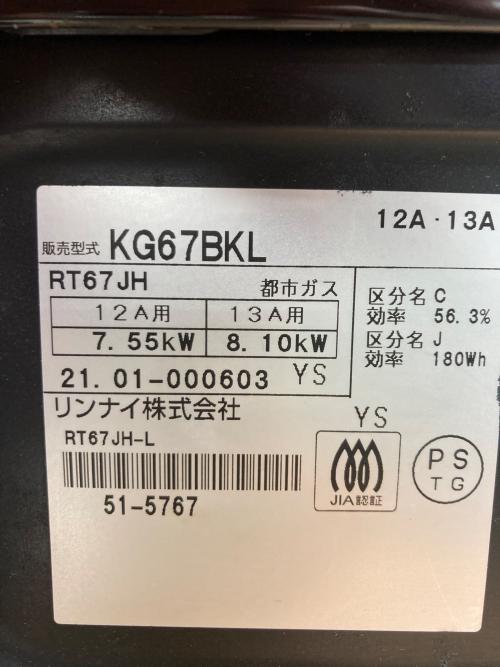 12A・13A
販売型式 KG67BKL
RT67JH 都市ガス
12A用 13A用
7.55kW 8.10kW
21.01-000603 YS
区分名 C
効率 56.3%
区分名 J
効率 180Wh
リンナイ株式会社
YS
RT67JH-L
51-5767
JIA認証
PS
TG